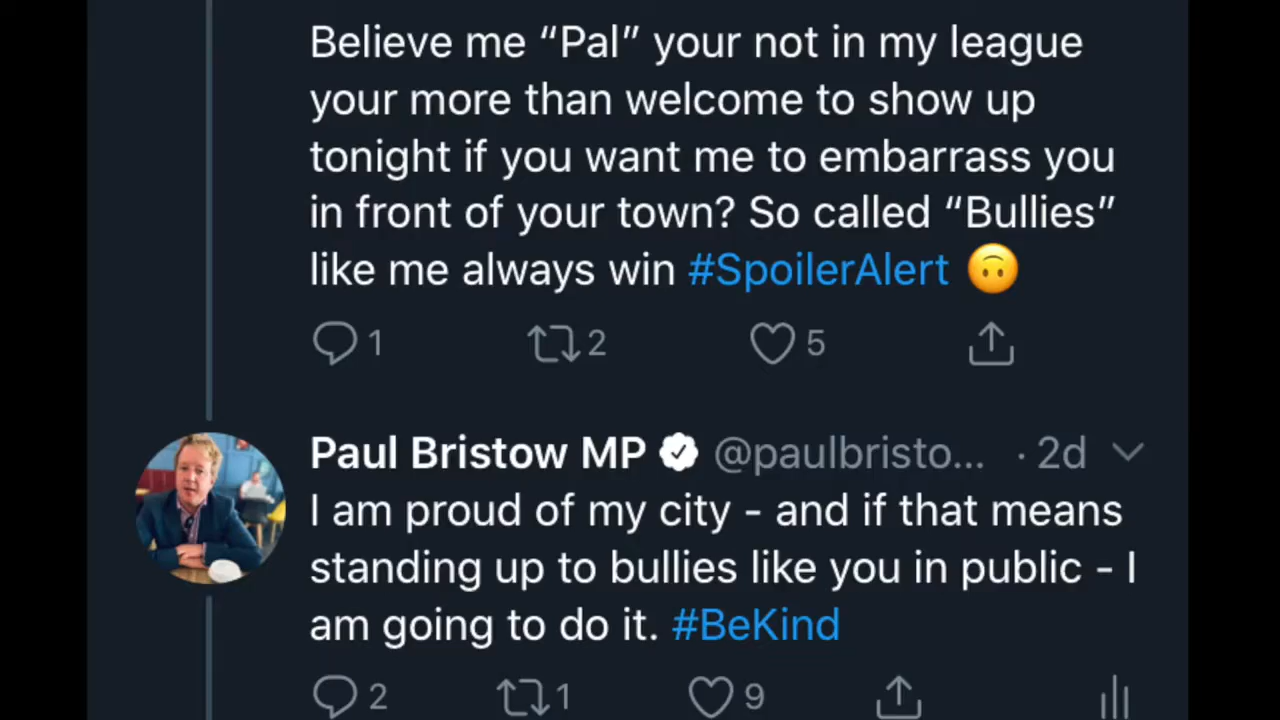 Believe me “Pal” your not in my league
your more than welcome to show up
tonight if you want me to embarrass you
in front of your town? So called “Bullies”
like me always win #SpoilerAlert 🙃
1 2 5
Paul Bristow MP @paulbristo... · 2d
I am proud of my city - and if that means
standing up to bullies like you in public - I
am going to do it. #BeKind
2 1 9